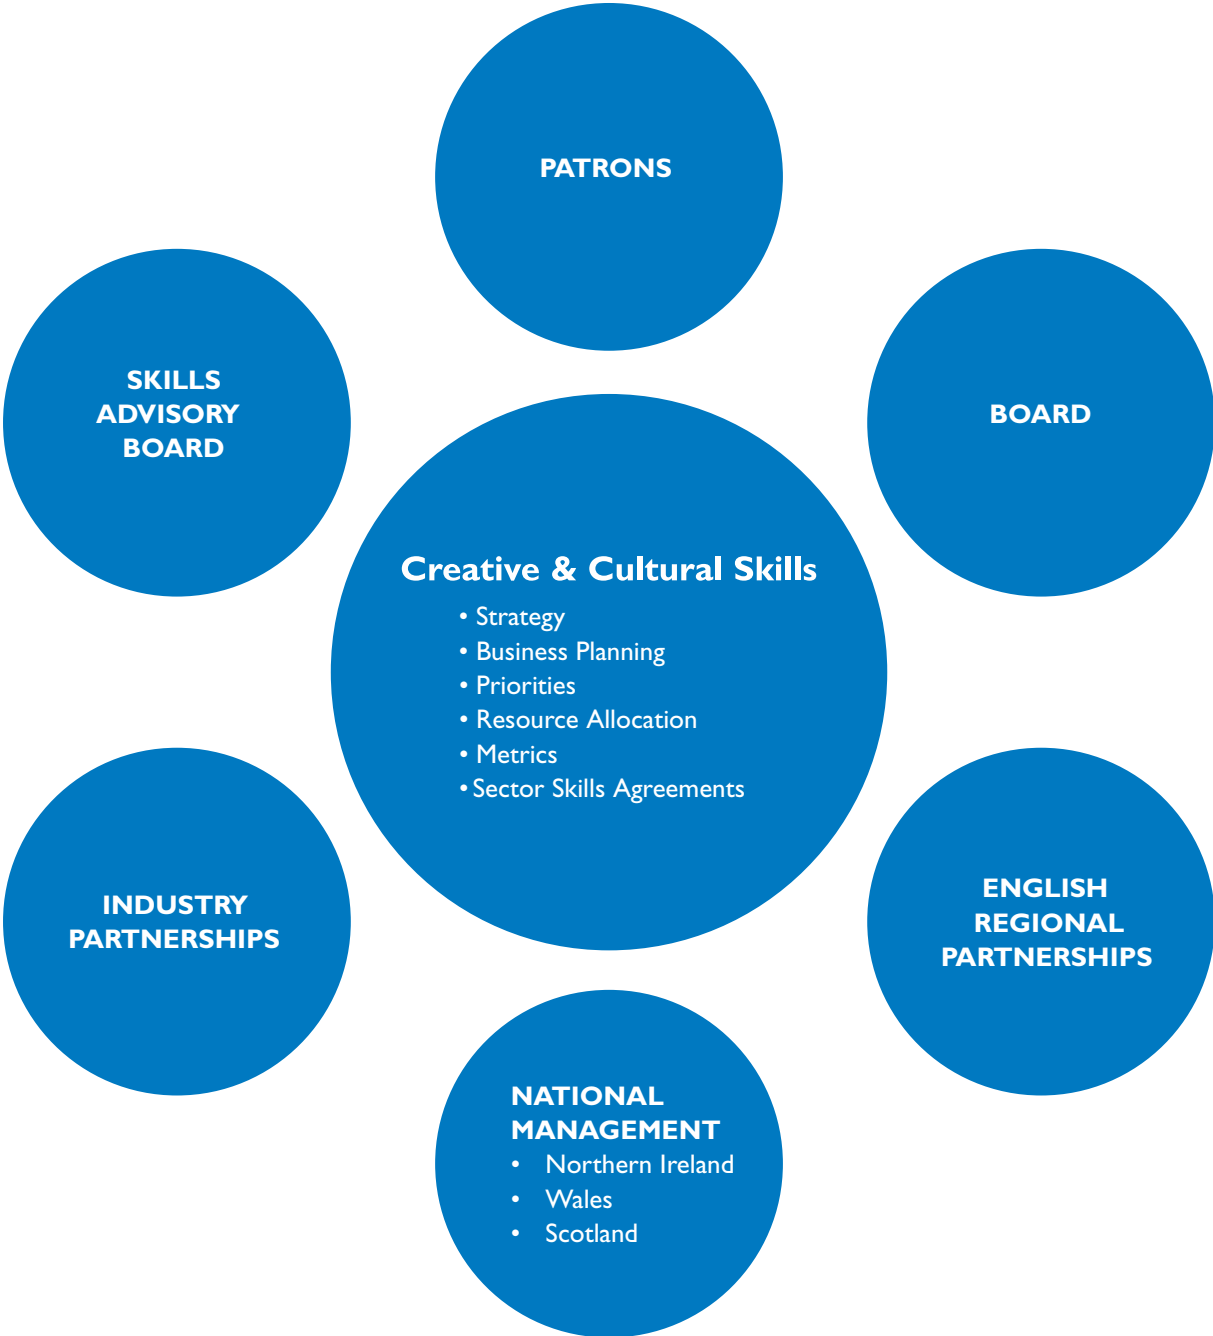 PATRONS
SKILLS
ADVISORY
BOARD
BOARD
Creative & Cultural Skills
• Strategy
• Business Planning
• Priorities
• Resource Allocation
• Metrics
• Sector Skills Agreements
INDUSTRY
PARTNERSHIPS
ENGLISH
REGIONAL
PARTNERSHIPS
NATIONAL
MANAGEMENT
• Northern Ireland
• Wales
• Scotland